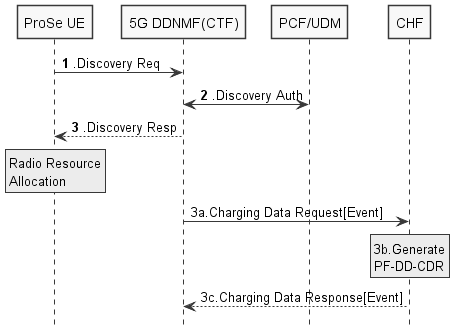 ProSe UE
5G DDNMF(CTF)
PCF/UDM
CHF
1 .Discovery Req
2 .Discovery Auth
3 .Discovery Resp
Radio Resource
Allocation
3a.Charging Data Request[Event]
3b.Generate
PF-DD-CDR
3c.Charging Data Response[Event]